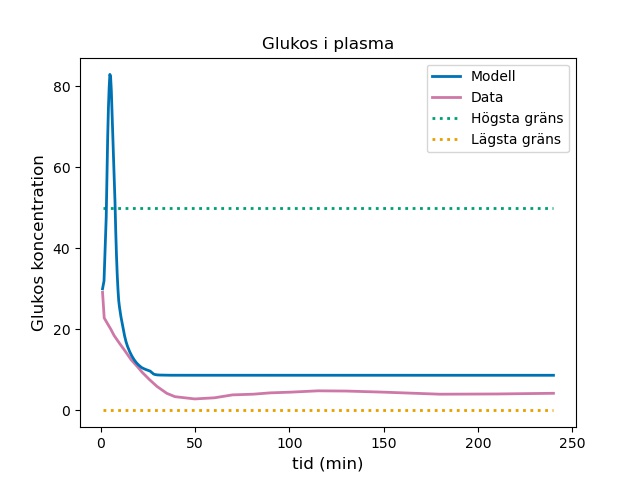 Glukos i plasma
Modell
Data
Högsta gräns
Lägsta gräns
Glukos koncentration
80
60
40
20
0
0 50 100 150 200 250
tid (min)